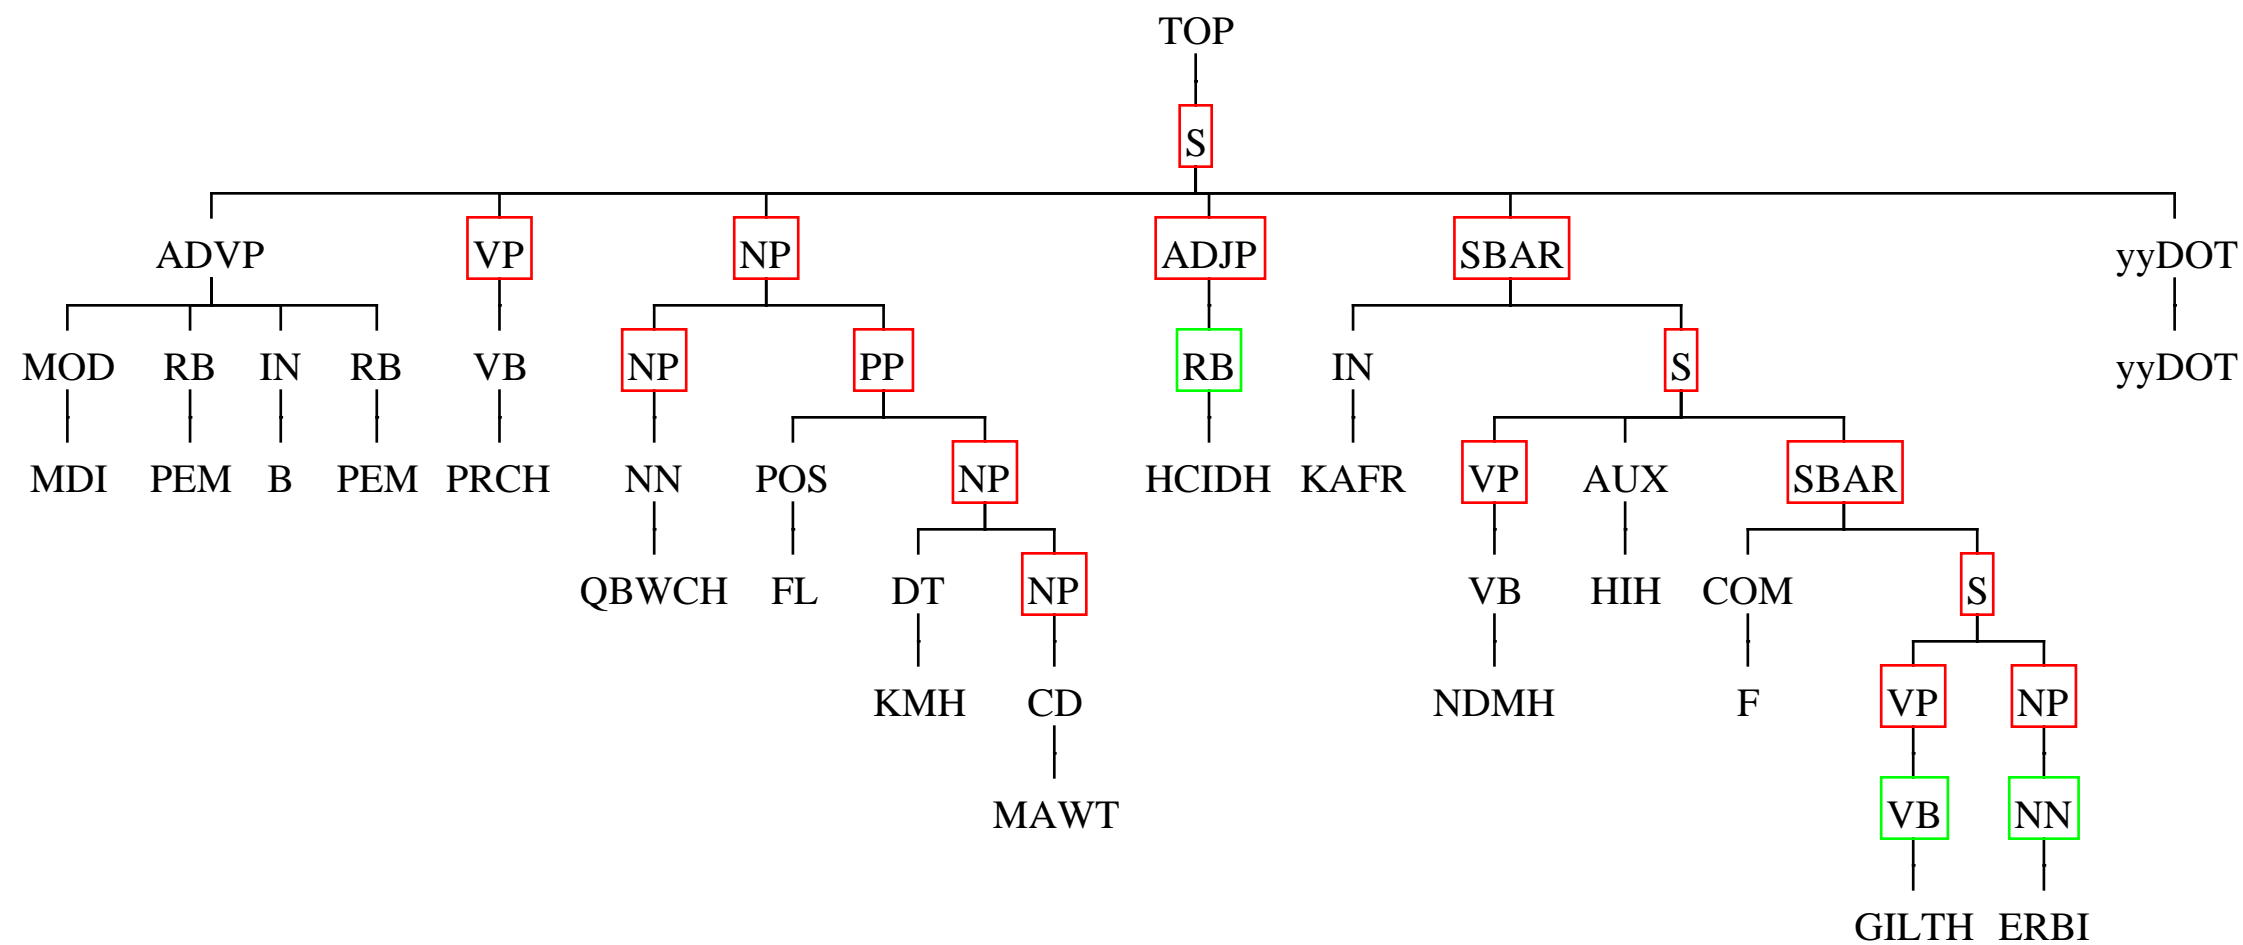 TOP
S
ADVP VP NP ADJP SBAR yyDOT
MOD RB IN RB VB NP PP RB IN S yyDOT
MDI PEM B PEM PRCH NN POS NP HCIDH KAFR VP AUX SBAR
QBWCH FL DT NP VB HIH COM S
KMH CD NDMH F VP NP
MAWT VB NN
GILTH ERBI